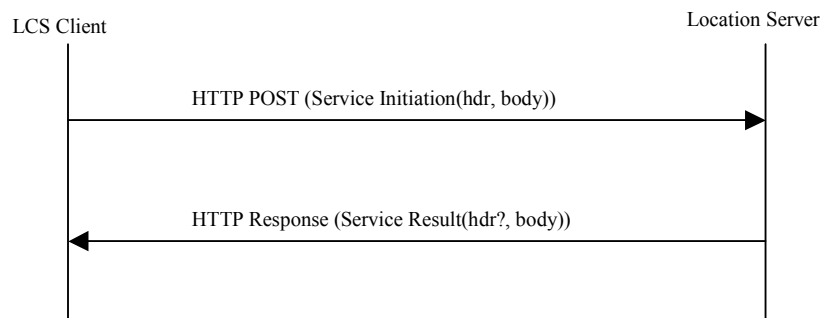 LCS Client
Location Server
HTTP POST (Service Initiation(hdr, body))
HTTP Response (Service Result(hdr?, body))